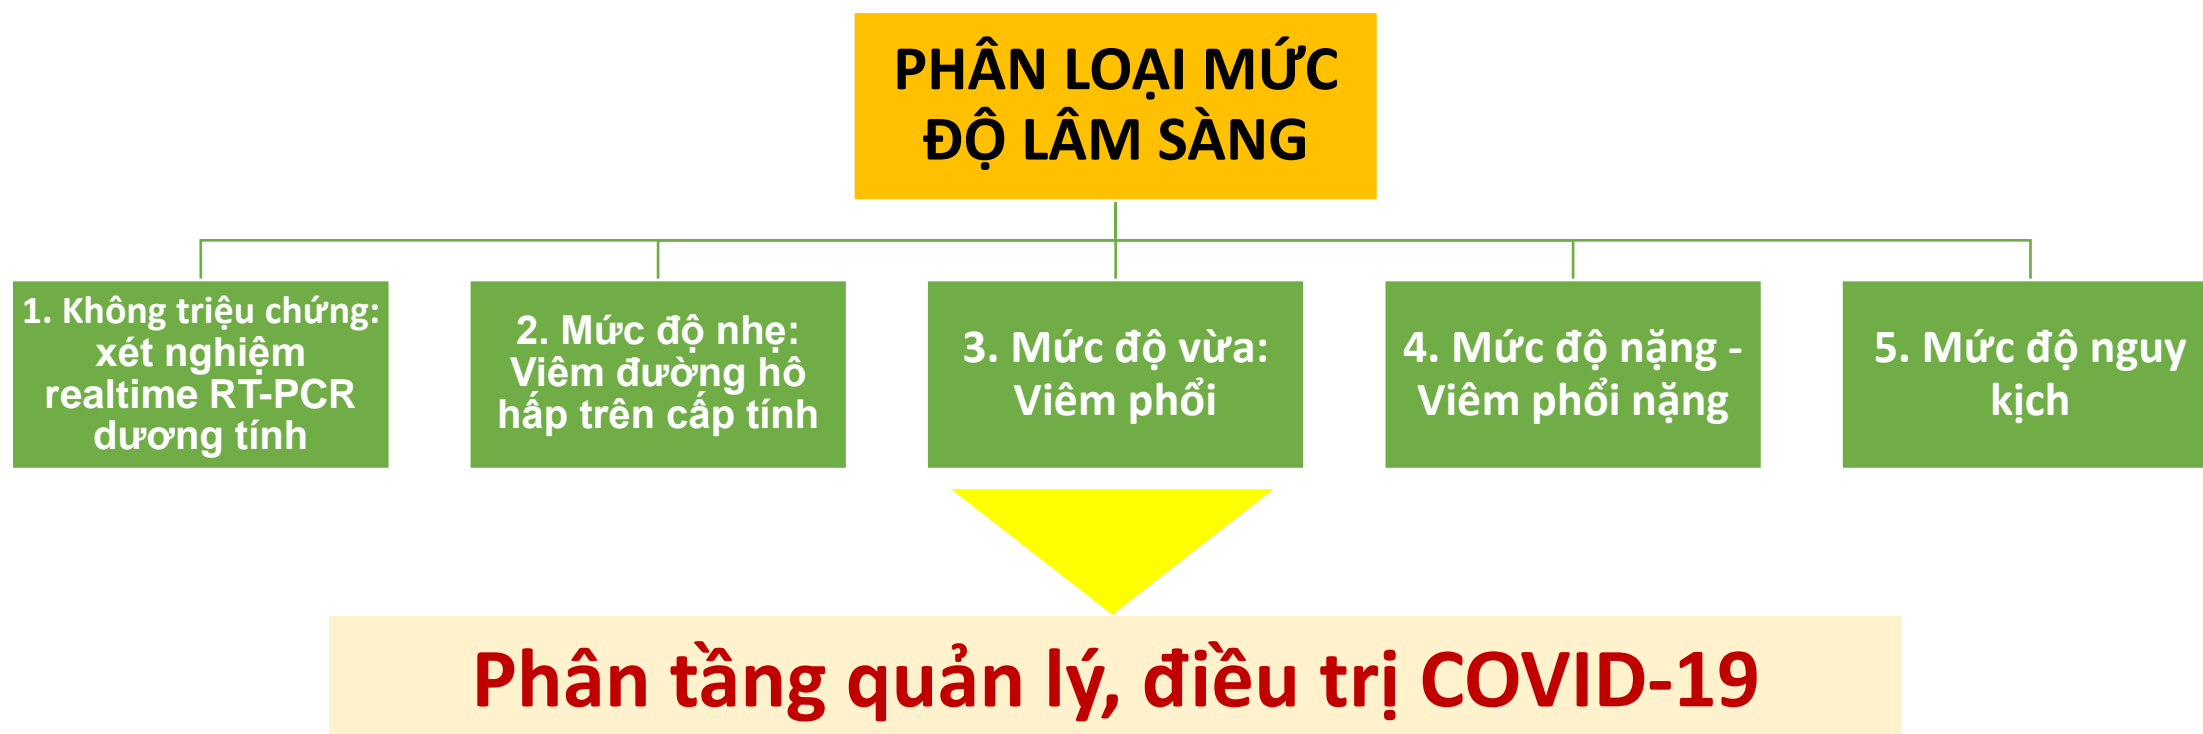 PHÂN LOẠI MỨC
ĐỘ LÂM SÀNG
1. Không triệu chứng:
xét nghiệm
realtime RT-PCR
dương tính
2. Mức độ nhẹ:
Viêm đường hô
hấp trên cấp tính
3. Mức độ vừa:
Viêm phổi
4. Mức độ nặng -
Viêm phổi nặng
5. Mức độ nguy
kịch
Phân tầng quản lý, điều trị COVID-19